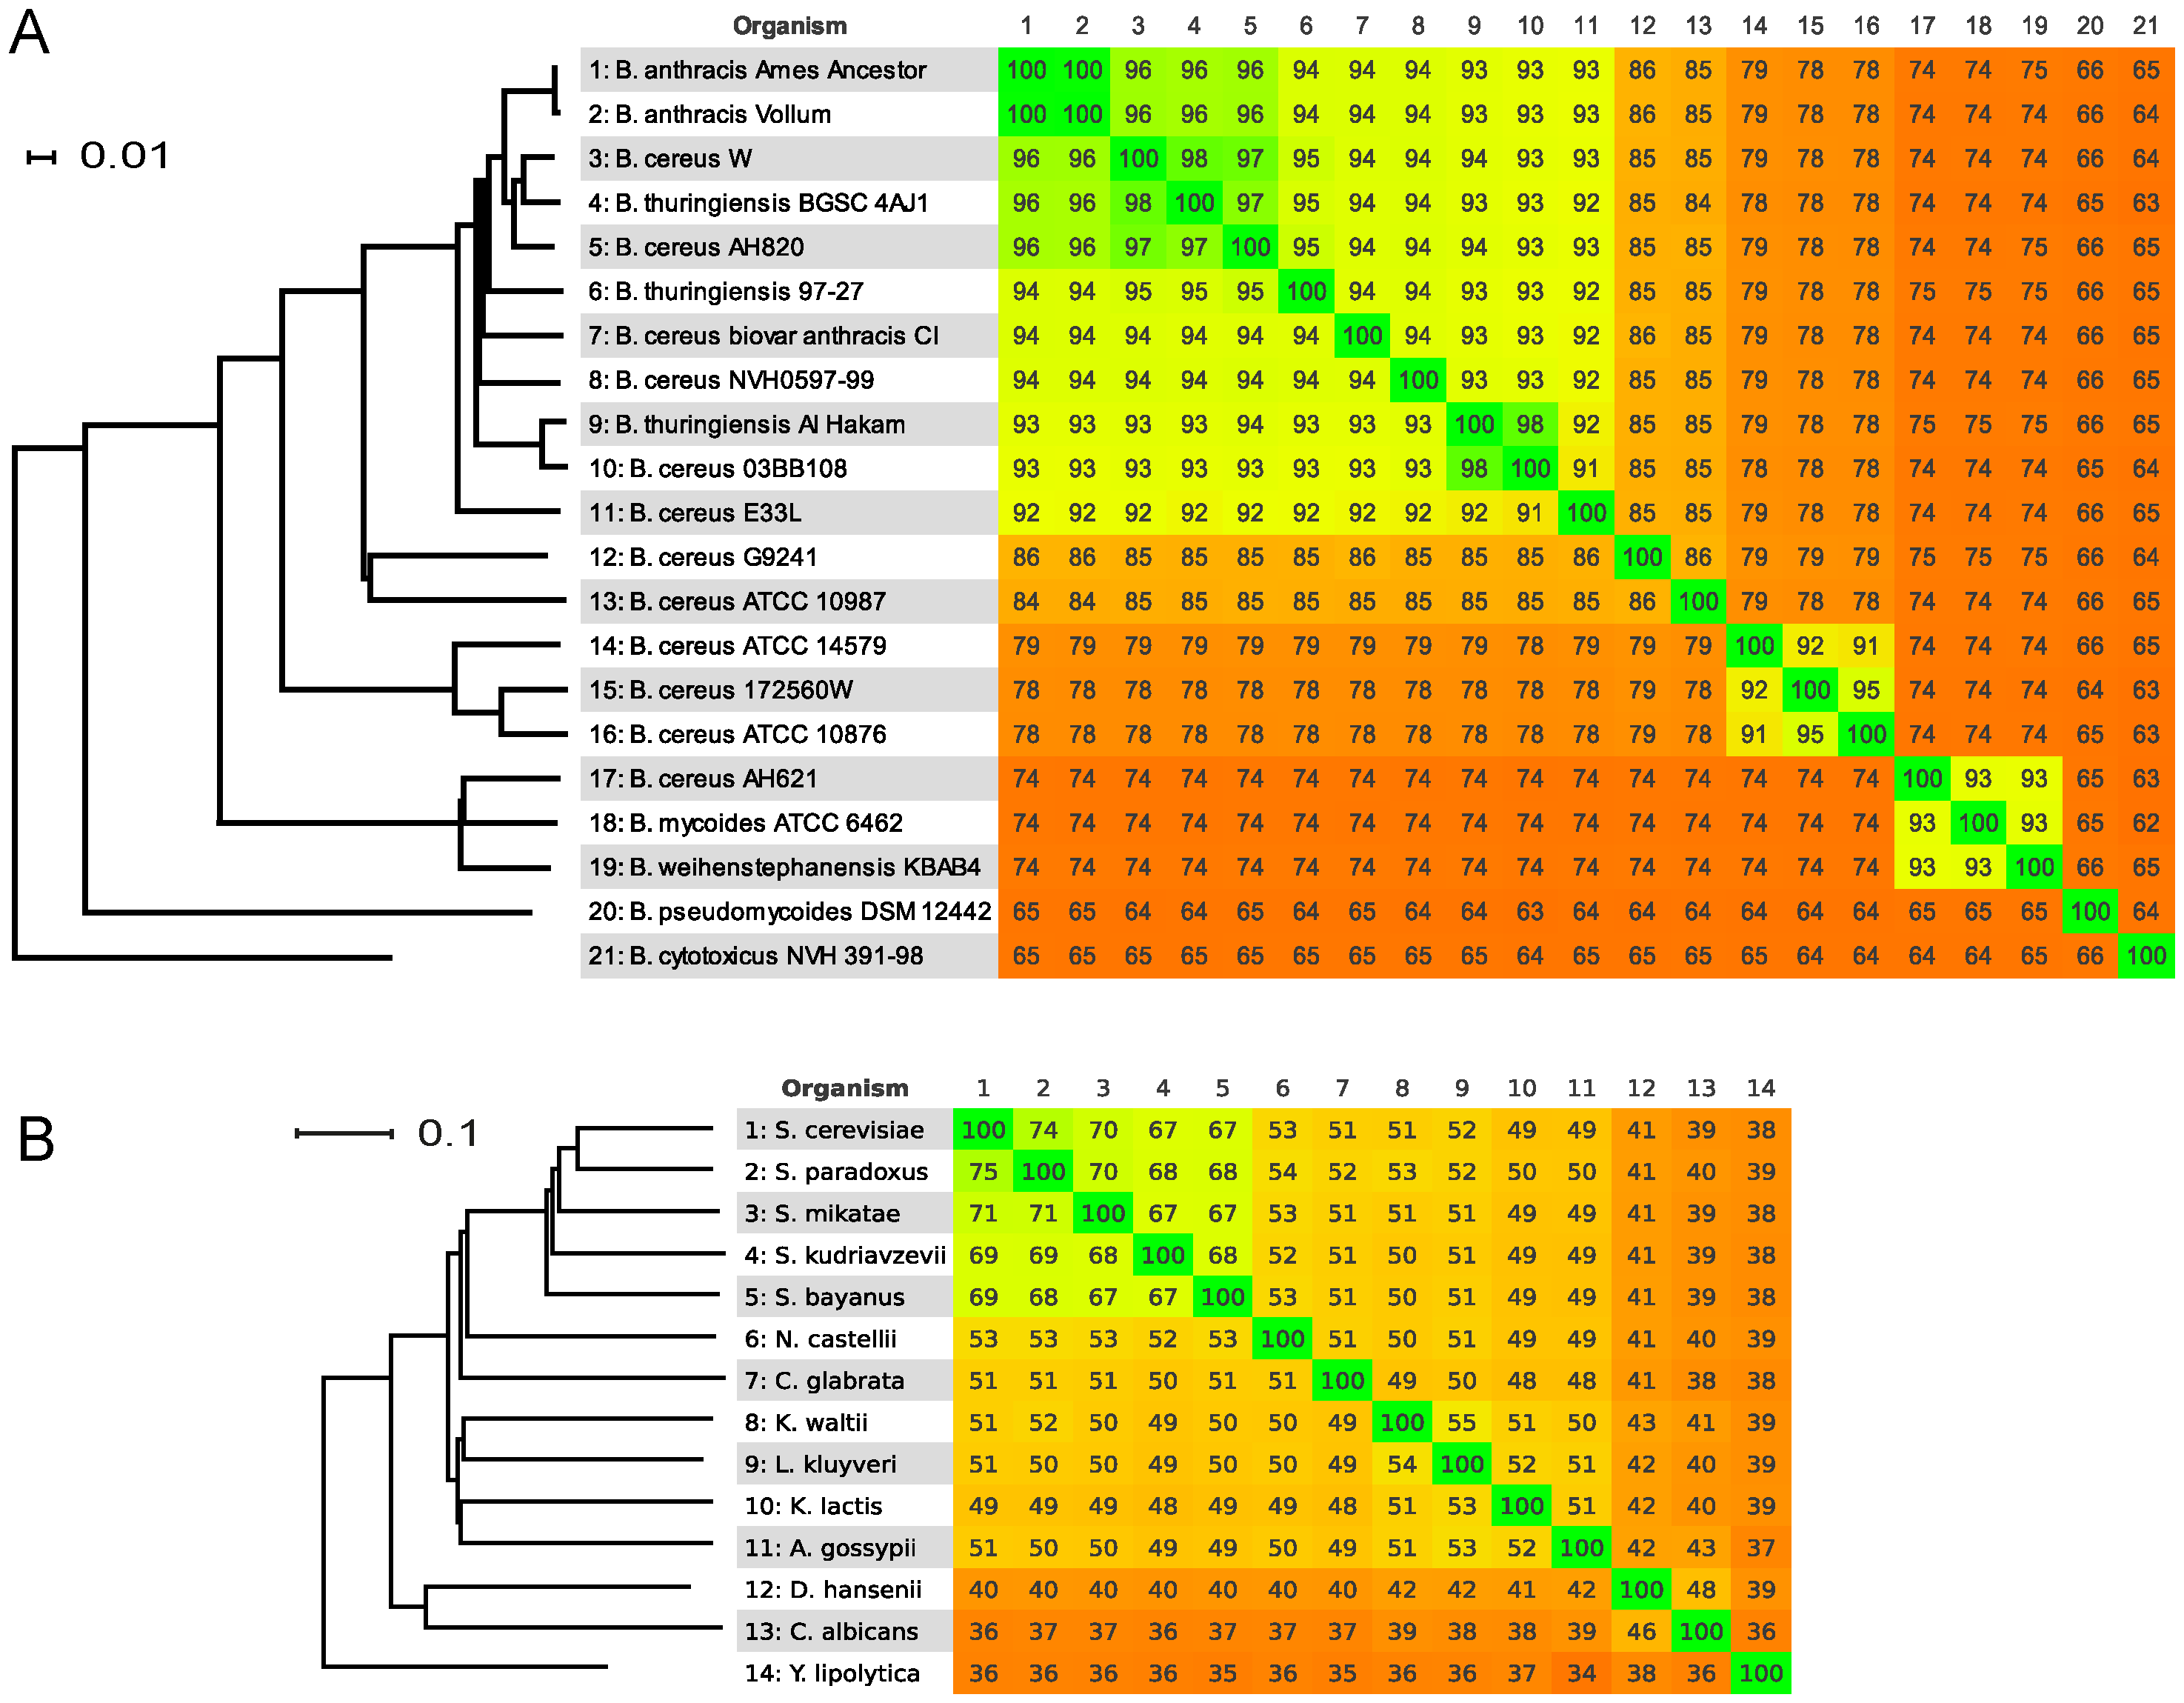 A
Organism 1 2 3 4 5 6 7 8 9 10 11 12 13 14 15 16 17 18 19 20 21
0.01
1: B. anthracis Ames Ancestor 100 100 96 96 96 94 94 94 93 93 93 86 85 79 78 78 74 74 75 66 65
2: B. anthracis Vollum 100 100 96 96 96 94 94 94 93 93 93 86 85 79 78 78 74 74 74 66 64
3: B. cereus W 96 96 100 98 97 95 94 94 94 93 93 85 85 79 78 78 74 74 74 66 64
4: B. thuringiensis BGSC 4AJ1 96 96 98 100 97 95 94 94 93 93 92 85 84 78 78 78 74 74 74 65 63
5: B. cereus AH820 96 96 97 97 100 95 94 94 94 93 93 85 85 79 78 78 74 74 75 66 65
6: B. thuringiensis 97-27 94 94 95 95 95 100 94 94 93 93 92 85 85 79 78 78 75 75 75 66 65
7: B. cereus biovar anthracis CI 94 94 94 94 94 94 100 94 93 93 92 86 85 79 78 78 74 74 74 66 65
8: B. cereus NVH0597-99 94 94 94 94 94 94 94 100 93 93 92 85 85 79 78 78 74 74 74 66 65
9: B. thuringiensis Al Hakam 93 93 93 93 94 93 93 93 100 98 92 85 85 79 78 78 75 75 75 66 65
10: B. cereus 03BB108 93 93 93 93 93 93 93 93 98 100 91 85 85 78 78 78 74 74 74 65 64
11: B. cereus E33L 92 92 92 92 92 92 92 92 92 91 100 85 85 79 78 78 74 74 74 66 65
12: B. cereus G9241 86 86 85 85 85 85 86 85 85 85 86 100 86 79 79 79 75 75 75 66 64
13: B. cereus ATCC 10987 84 84 85 85 85 85 85 85 85 85 85 86 100 79 78 78 74 74 74 66 65
14: B. cereus ATCC 14579 79 79 79 79 79 79 79 79 79 78 79 79 79 100 92 91 74 74 74 66 65
15: B. cereus 172560W 78 78 78 78 78 78 78 78 78 78 78 79 78 92 100 95 74 74 74 64 63
16: B. cereus ATCC 10876 78 78 78 78 78 78 78 78 78 78 78 79 78 91 95 100 74 74 74 65 63
17: B. cereus AH621 74 74 74 74 74 74 74 74 74 74 74 74 74 74 74 74 100 93 93 65 63
18: B. mycoides ATCC 6462 74 74 74 74 74 74 74 74 74 74 74 74 74 74 74 74 93 100 93 65 62
19: B. weihenstephanensis KBAB4 74 74 74 74 74 74 74 74 74 74 74 74 74 74 74 74 93 93 100 66 65
20: B. pseudomycoides DSM 12442 65 65 64 64 65 64 65 64 64 63 64 64 64 64 64 64 65 65 65 100 64
21: B. cytotoxicus NVH 391-98 65 65 65 65 65 65 65 65 65 64 65 65 65 65 64 64 64 64 65 66 100
B
Organism 1 2 3 4 5 6 7 8 9 10 11 12 13 14
0.1
1: S. cerevisiae 100 74 70 67 67 53 51 51 52 49 49 41 39 38
2: S. paradoxus 75 100 70 68 68 54 52 53 52 50 50 41 40 39
3: S. mikatae 71 71 100 67 67 53 51 51 51 49 49 41 39 38
4: S. kudriavzevii 69 69 68 100 68 52 51 50 51 49 49 41 39 38
5: S. bayanus 69 68 67 67 100 53 51 50 51 49 49 41 39 38
6: N. castellii 53 53 53 52 53 100 51 50 51 49 49 41 40 39
7: C. glabrata 51 51 51 50 51 51 100 49 50 48 48 41 38 38
8: K. waltii 51 52 50 49 50 50 49 100 55 51 50 43 41 39
9: L. kluyveri 51 50 50 49 50 50 49 54 100 52 51 42 40 39
10: K. lactis 49 49 49 48 49 49 48 51 53 100 51 42 40 39
11: A. gossypii 51 50 50 49 49 50 49 51 53 52 100 42 43 37
12: D. hansenii 40 40 40 40 40 40 40 42 42 41 42 100 48 39
13: C. albicans 36 37 37 36 37 37 37 39 38 38 39 46 100 36
14: Y. lipolytica 36 36 36 36 35 36 35 36 36 37 34 38 36 100